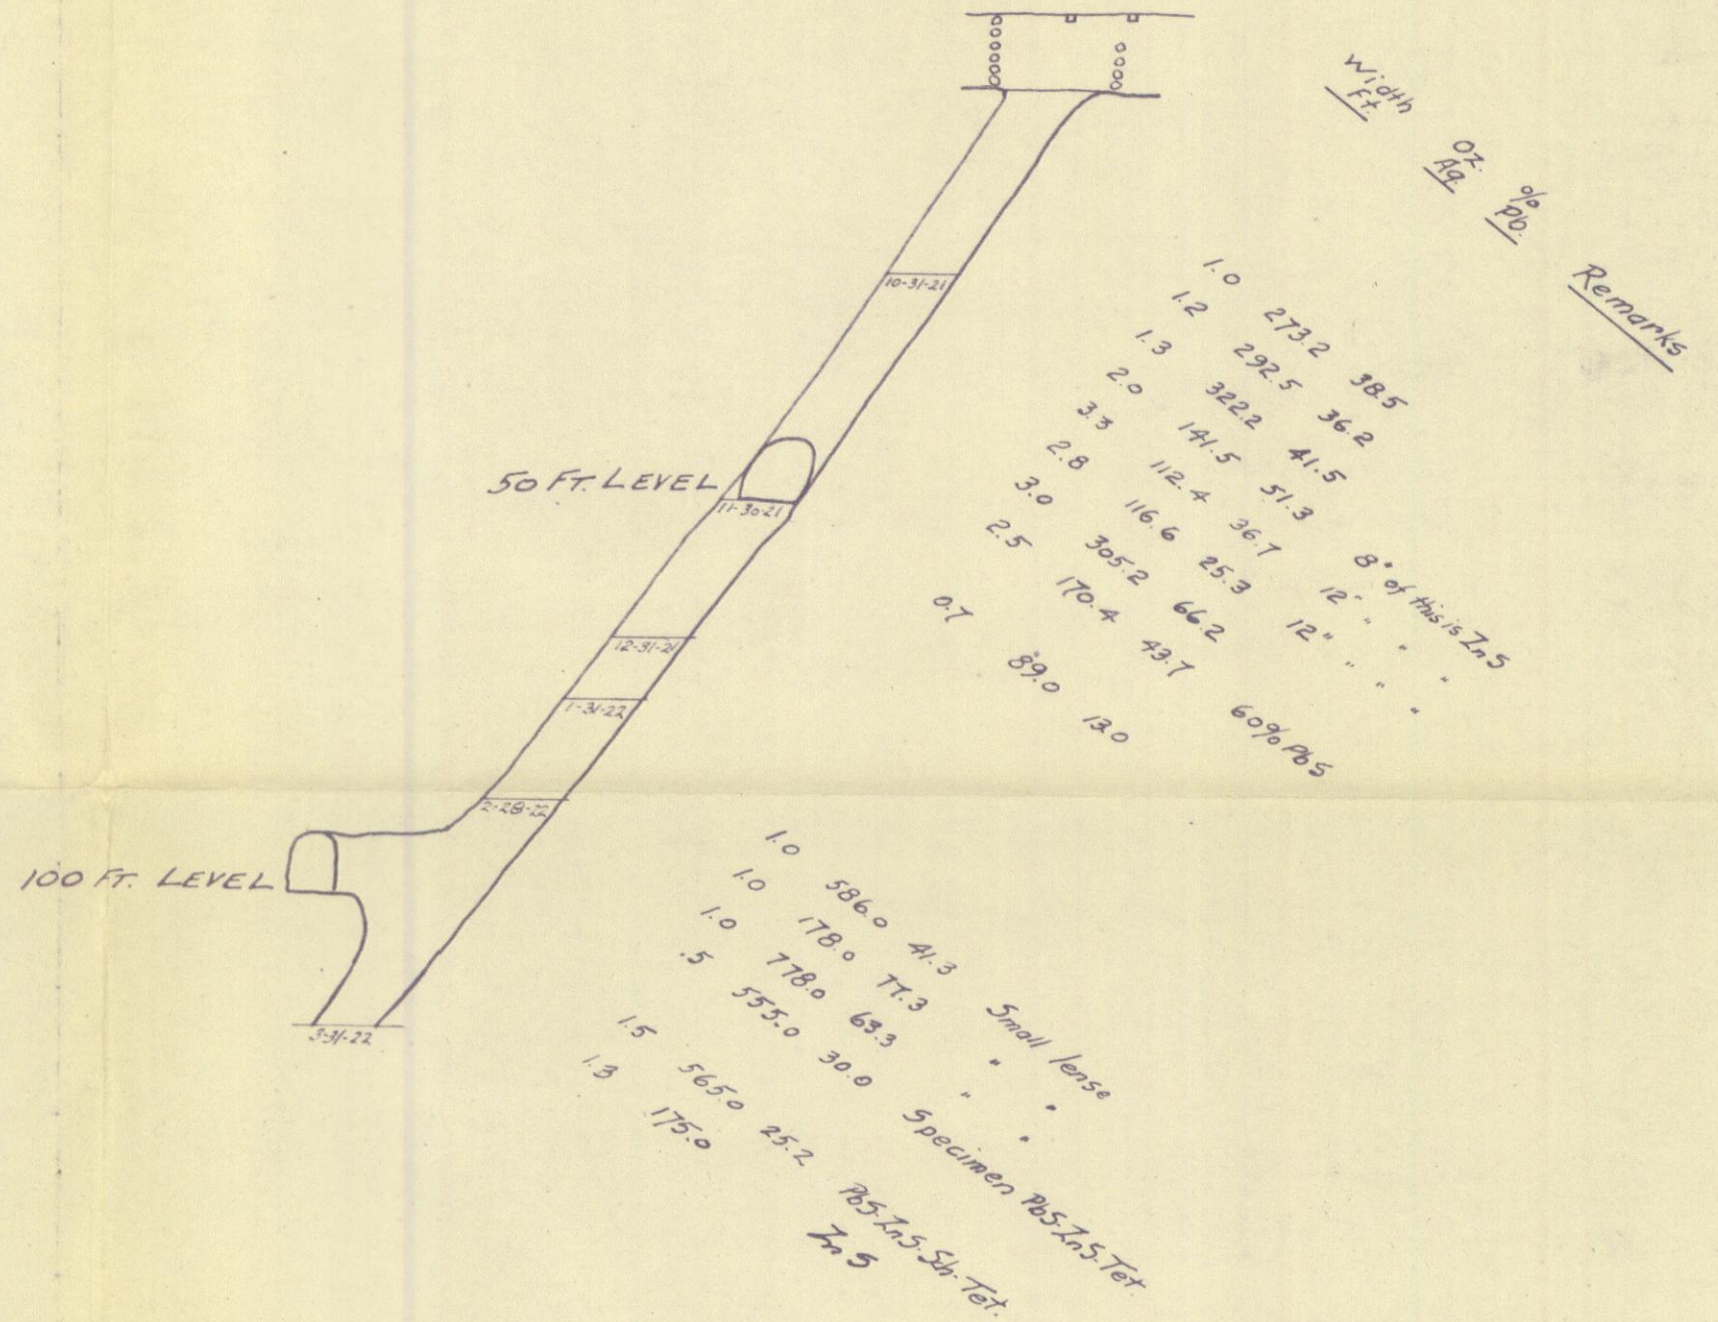 Width Ft. Oz. Ag. % Pb. Remarks
1.0 273.2 38.5
1.2 292.5 36.2
1.3 322.2 41.5
2.0 141.5 51.3 8" of this is ZnS
3.3 112.4 36.7 12" " " "
2.8 116.6 25.3 12" " " "
3.0 305.2 66.2
2.5 170.4 43.7 60% PbS
0.7 89.0 13.0
10-31-21
50 FT. LEVEL
11-30-21
12-31-21
1-31-22
2-28-22
100 FT. LEVEL
3-31-22
1.0 586.0 41.3 Small lense
1.0 178.0 77.3 " "
1.0 778.0 63.3 " "
.5 555.0 30.0 Specimen PbS.ZnS.Tet.
1.5 565.0 25.2 PbS.ZnS.Sch.Tet.
1.3 175.0 ZnS